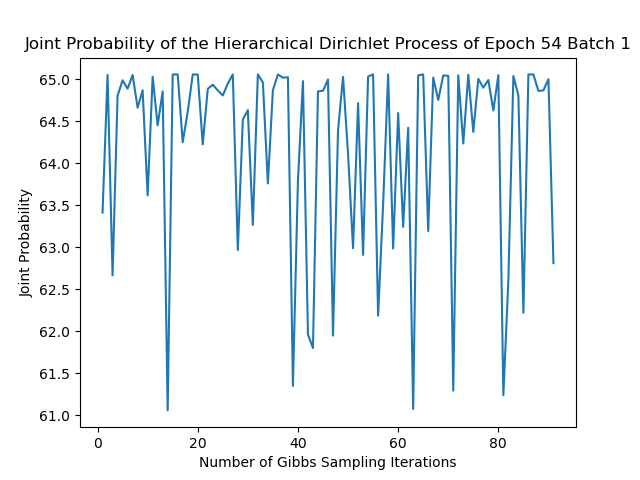 Joint Probability of the Hierarchical Dirichlet Process of Epoch 54 Batch 1
Joint Probability
65.0
64.5
64.0
63.5
63.0
62.5
62.0
61.5
61.0
0 20 40 60 80
Number of Gibbs Sampling Iterations